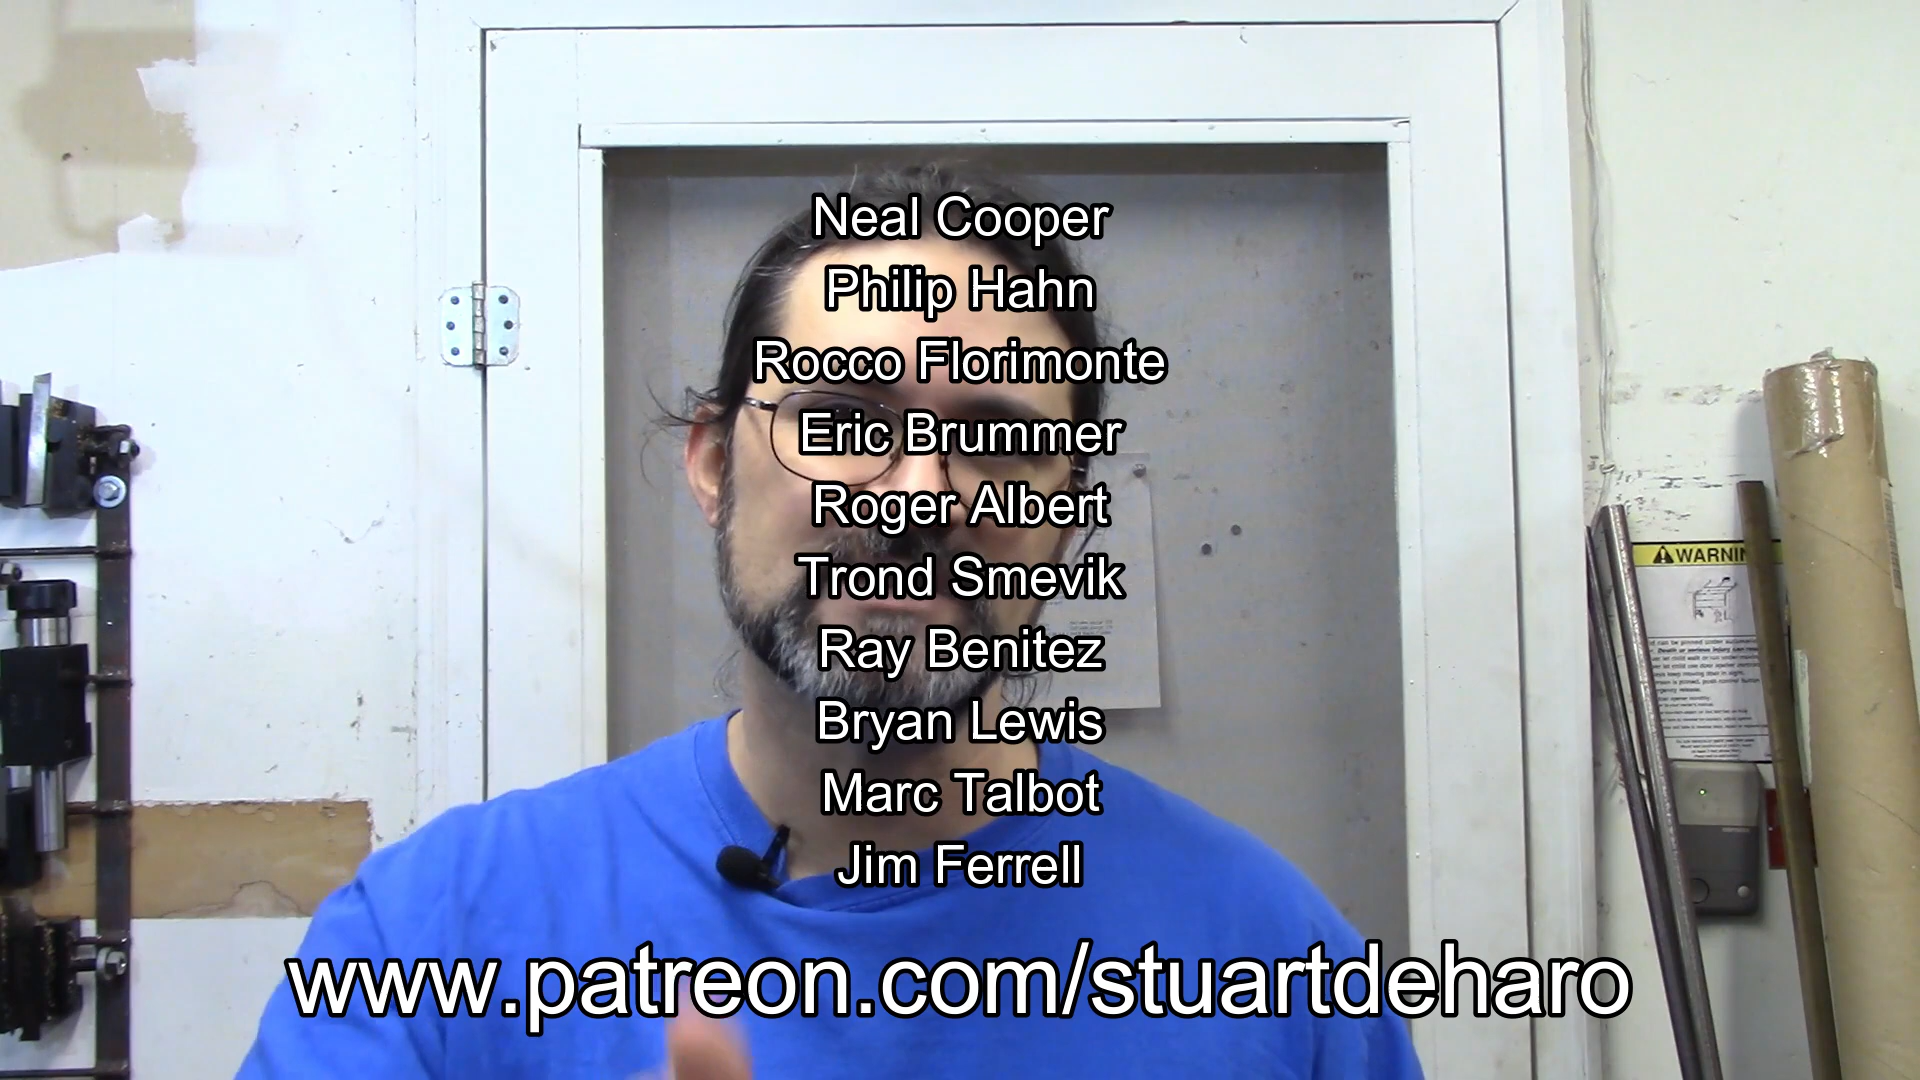 Neal Cooper
Philip Hahn
Rocco Florimonte
Eric Brummer
Roger Albert
Trond Smevik
Ray Benitez
Bryan Lewis
Marc Talbot
Jim Ferrell
www.patreon.com/stuartdeharo
WARNIN